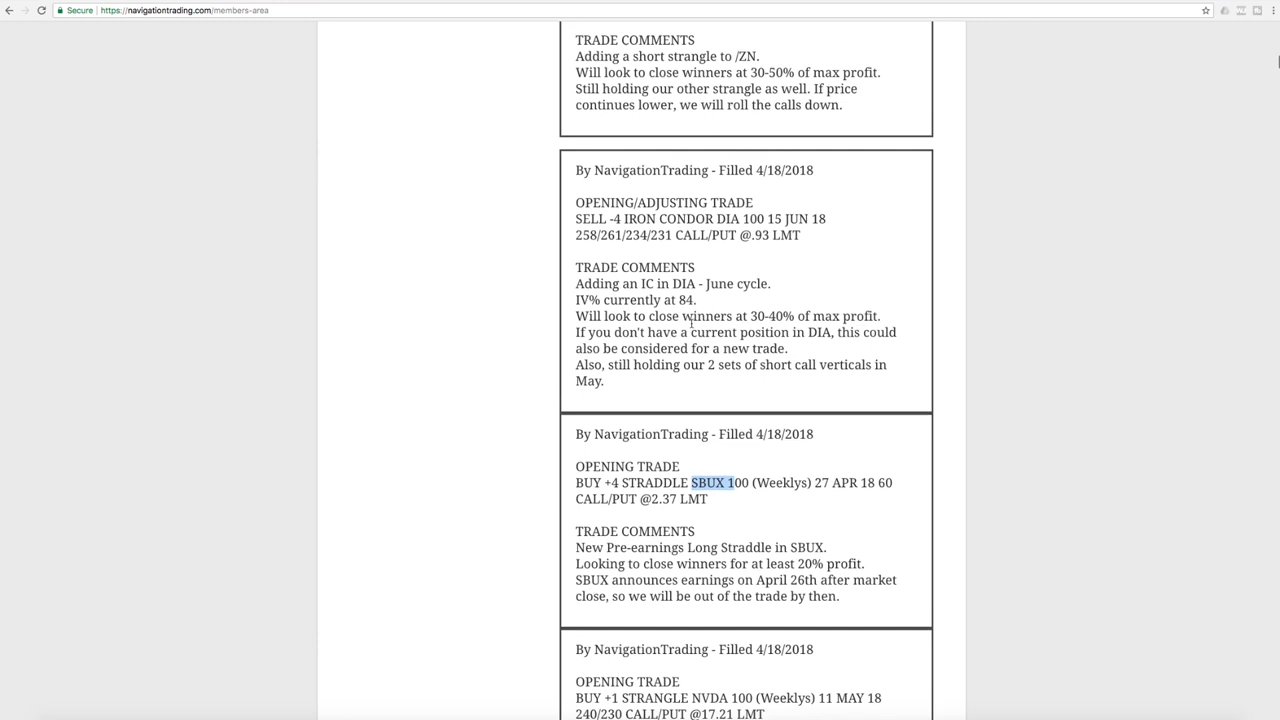 Secure | https://navigationtrading.com/members-area
TRADE COMMENTS
Adding a short strangle to /ZN.
Will look to close winners at 30-50% of max profit.
Still holding our other strangle as well. If price
continues lower, we will roll the calls down.
By NavigationTrading - Filled 4/18/2018
OPENING/ADJUSTING TRADE
SELL -4 IRON CONDOR DIA 100 15 JUN 18
258/261/234/231 CALL/PUT @.93 LMT
TRADE COMMENTS
Adding an IC in DIA - June cycle.
IV% currently at 84.
Will look to close winners at 30-40% of max profit.
If you don't have a current position in DIA, this could
also be considered for a new trade.
Also, still holding our 2 sets of short call verticals in
May.
By NavigationTrading - Filled 4/18/2018
OPENING TRADE
BUY +4 STRADDLE SBUX 100 (Weeklys) 27 APR 18 60
CALL/PUT @2.37 LMT
TRADE COMMENTS
New Pre-earnings Long Straddle in SBUX.
Looking to close winners for at least 20% profit.
SBUX announces earnings on April 26th after market
close, so we will be out of the trade by then.
By NavigationTrading - Filled 4/18/2018
OPENING TRADE
BUY +1 STRANGLE NVDA 100 (Weeklys) 11 MAY 18
240/230 CALL/PUT @17.21 LMT